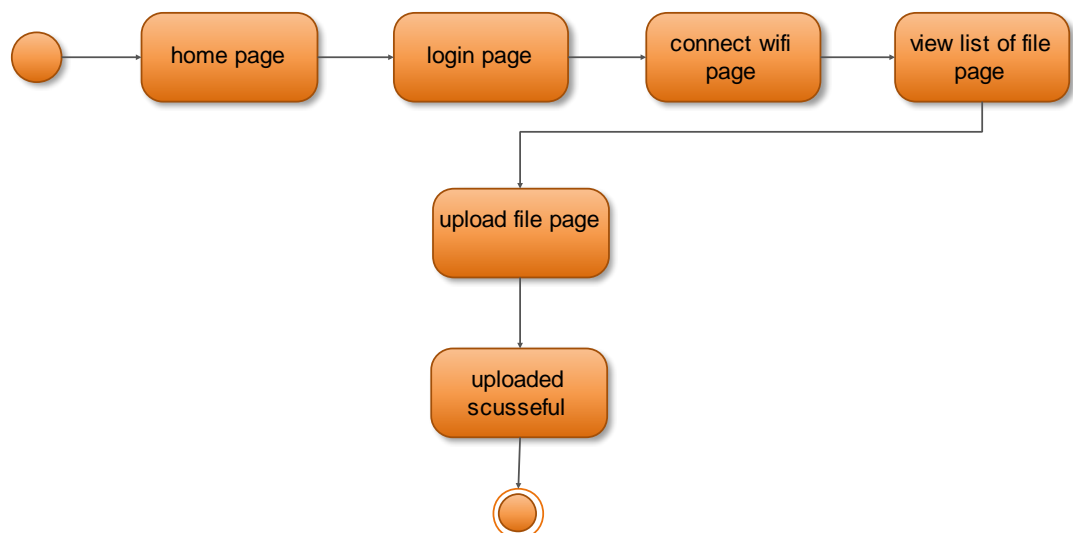 home page
login page
connect wifi
page
view list of file
page
upload file page
uploaded
scusseful